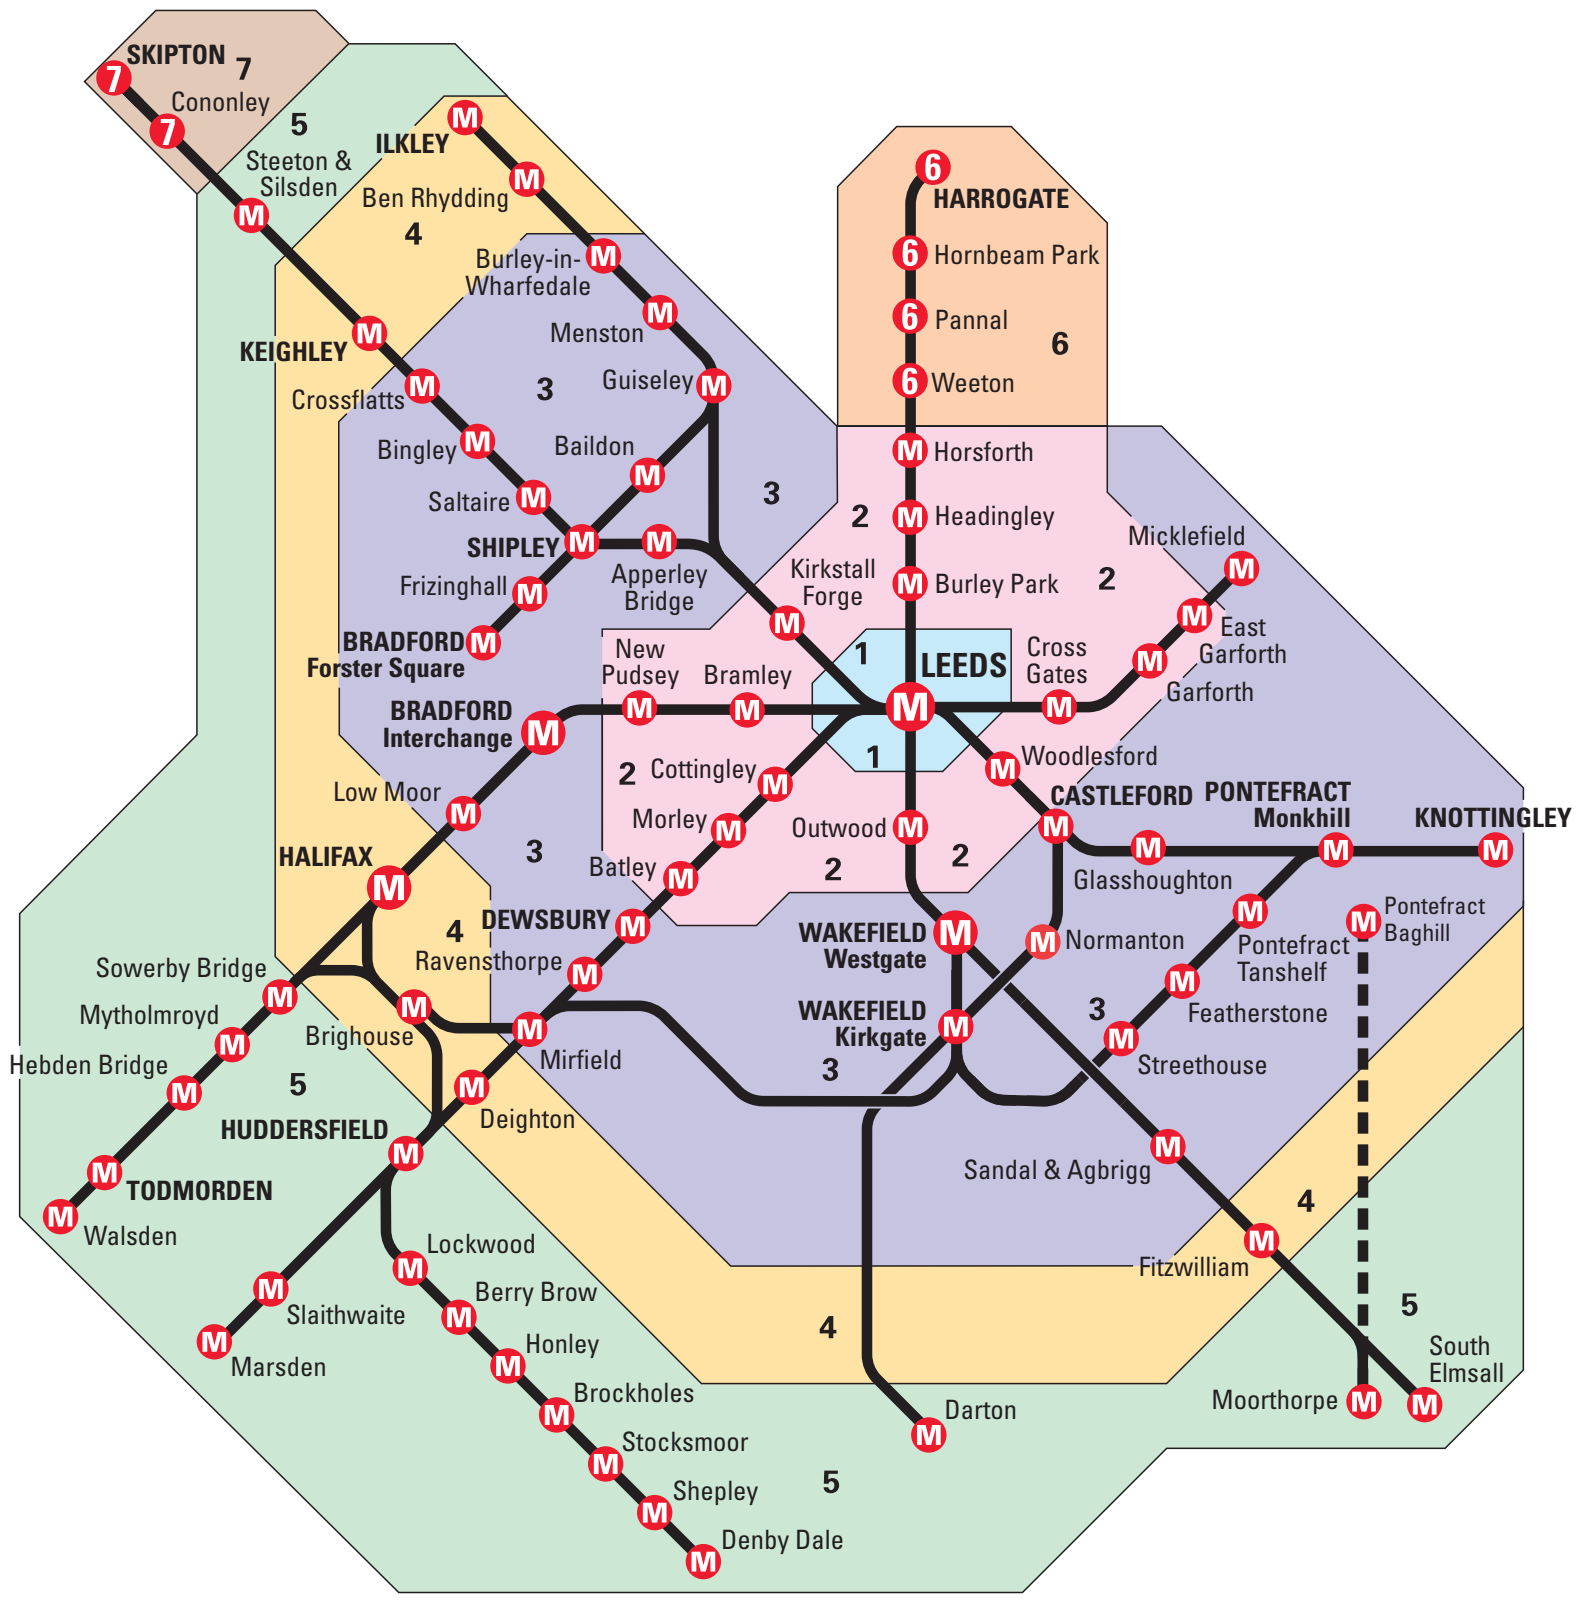 SKIPTON
7
7
Cononley
7
5
Steeton &
Silsden
M
M
ILKLEY
M
Ben Rhydding
4
Burley-in-
Wharfedale
M
M
Menston
M
KEIGHLEY
M
Crossflatts
3
Guiseley
M
Bingley
M
Baildon
M
Saltaire
M
3
SHIPLEY
M
M
Apperley
Bridge
Frizinghall
M
BRADFORD
Forster Square
M
6
HARROGATE
6
Hornbeam Park
6
Pannal
6
6
Weeton
M
Horsforth
2
M
Headingley
Kirkstall
Forge
M
M
Burley Park
2
Micklefield
M
M
East
Garforth
M
Garforth
Cross
Gates
M
1
LEEDS
M
1
New
Pudsey
M
Bramley
M
BRADFORD
Interchange
M
Low Moor
M
HALIFAX
M
2
Cottingley
M
Morley
M
Batley
M
3
4
DEWSBURY
M
Ravensthorpe
M
Outwood
M
2
2
Woodlesford
M
CASTLEFORD
M
PONTEFRACT
Monkhill
M
KNOTTINGLEY
M
Glasshoughton
M
Pontefract
Tanshelf
M
Pontefract
Baghill
M
WAKEFIELD
Westgate
M
Normanton
M
Featherstone
M
WAKEFIELD
Kirkgate
M
3
Streethouse
M
3
Sowerby Bridge
M
Mytholmroyd
M
Brighouse
M
Mirfield
M
Hebden Bridge
M
5
Deighton
M
HUDDERSFIELD
M
TODMORDEN
M
Walsden
M
Sandal & Agbrigg
M
4
Fitzwilliam
M
Lockwood
M
Slaithwaite
M
Berry Brow
M
Marsden
M
Honley
M
4
5
South
Elmsall
M
Moorthorpe
M
Brockholes
M
Darton
M
Stocksmoor
M
5
Shepley
M
Denby Dale
M